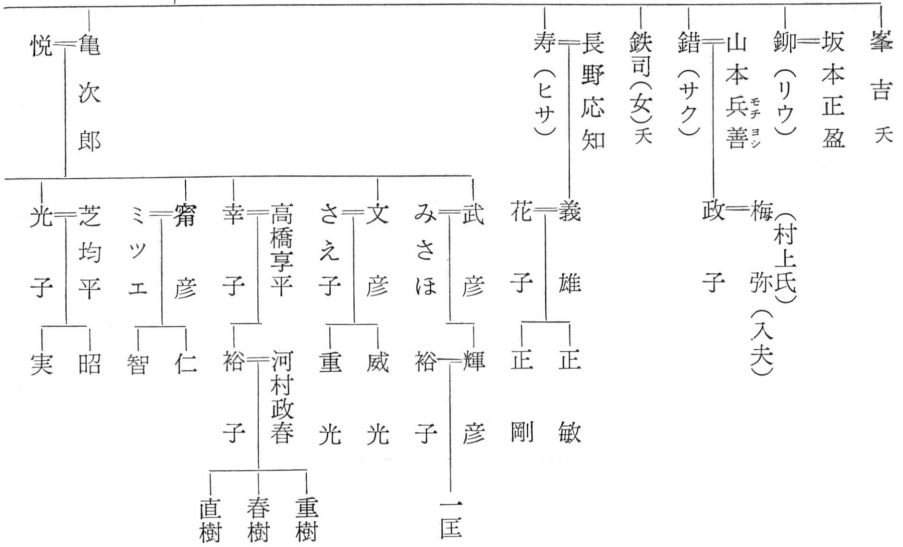 峯吉 夭
坂本正盈
鉚(リウ)
山本兵善
モチヨシ
錯(サク)
鉄司(女)夭
長野応知
寿(ヒサ)
亀次郎
悦
梅弥(入夫)
(村上氏)
政子
義雄
花子
武彦
みさほ
文彦
さえ子
高橋享平
幸子
甯彦
ミツエ
芝均平
光子
正敏
正剛
輝彦
裕子
威光
重光
河村政春
裕子
仁
智
昭
実
一匡
重樹
春樹
直樹